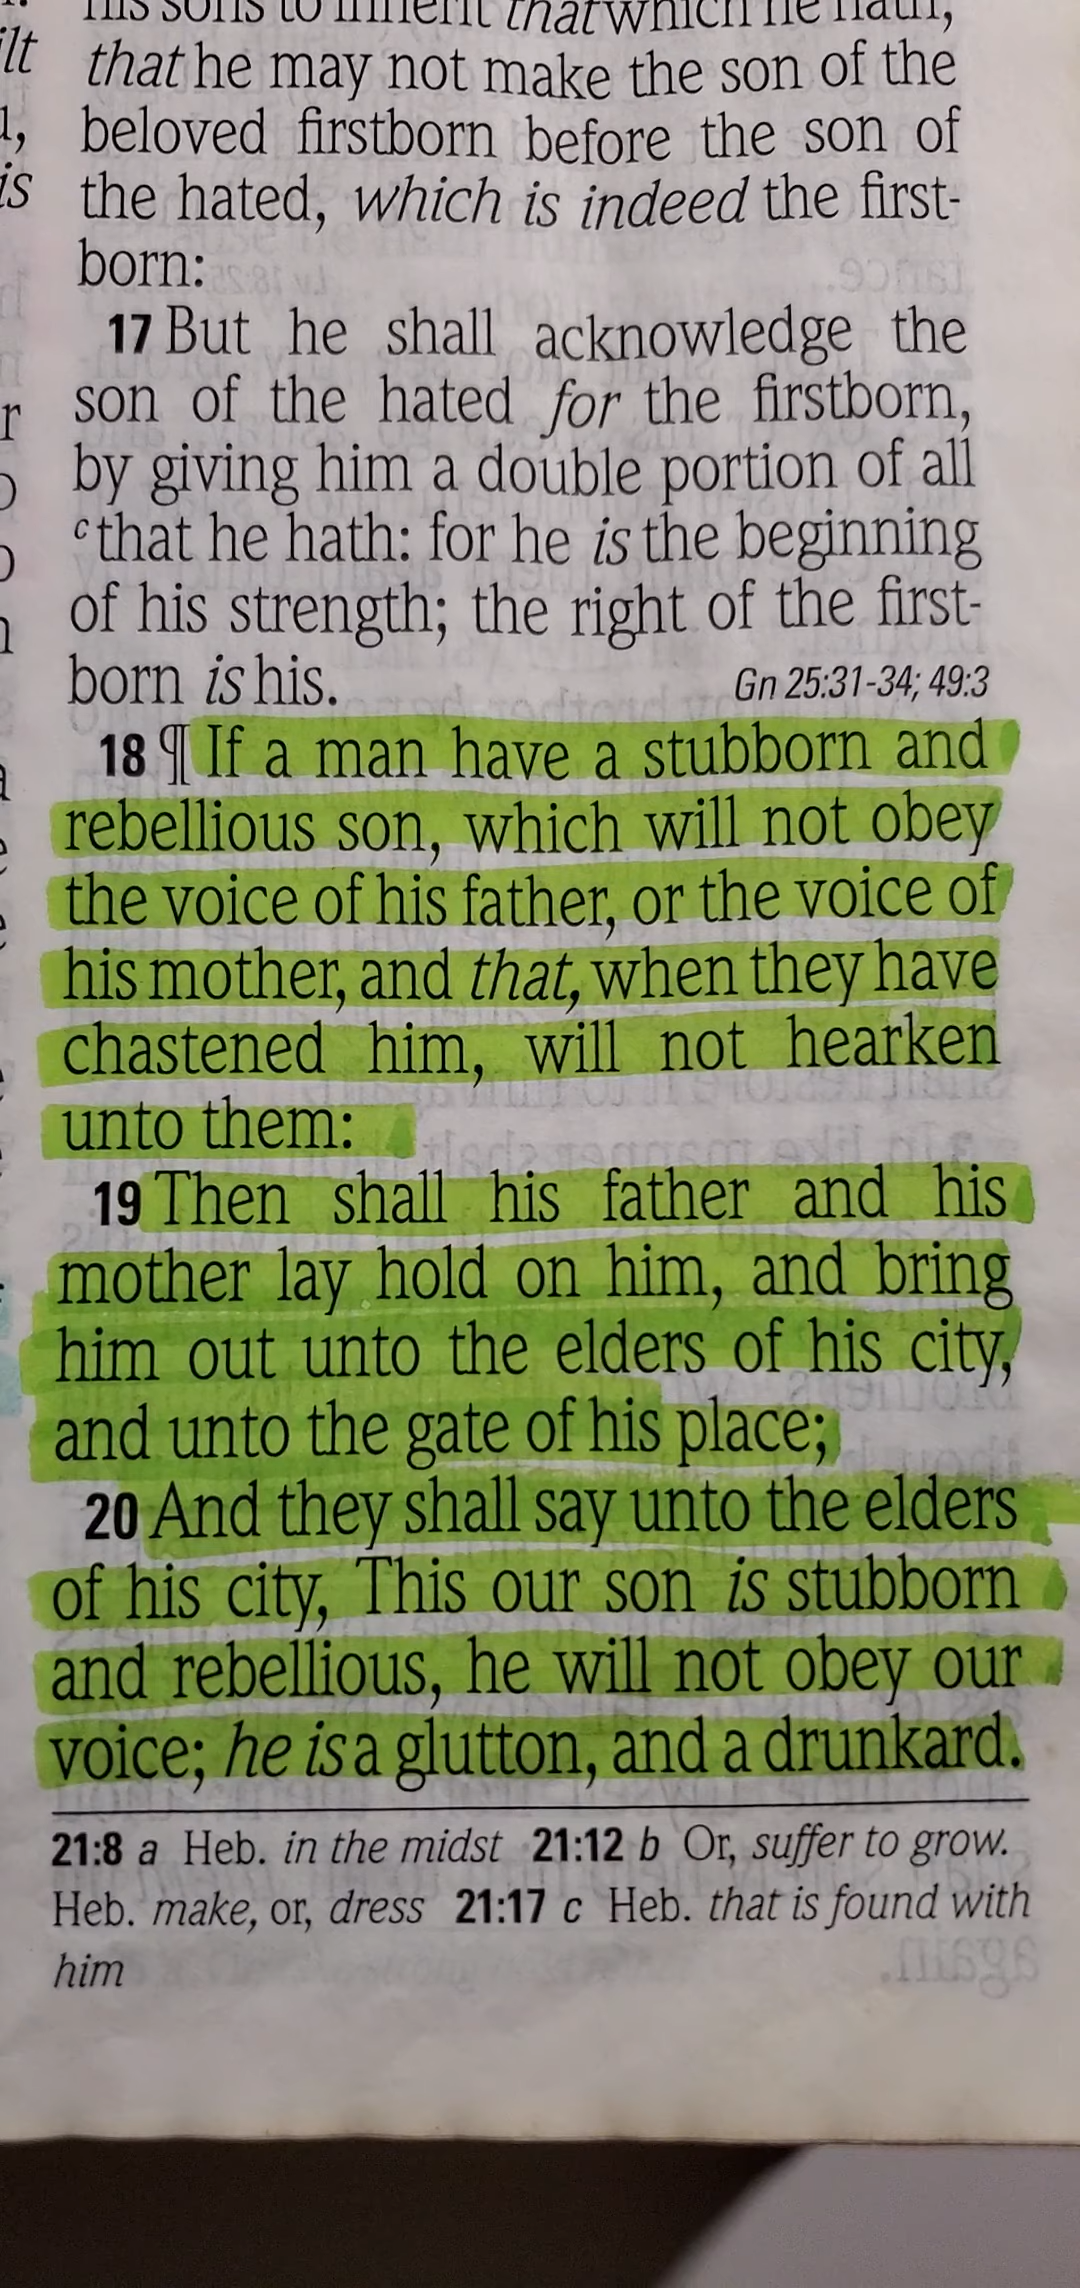 his sons to inherit that which he hath,
that he may not make the son of the
beloved firstborn before the son of
the hated, which is indeed the first-
born:
17 But he shall acknowledge the
son of the hated for the firstborn,
by giving him a double portion of all
c that he hath: for he is the beginning
of his strength; the right of the first-
born is his. Gn 25:31-34; 49:3
18 ¶ If a man have a stubborn and
rebellious son, which will not obey
the voice of his father, or the voice of
his mother, and that, when they have
chastened him, will not hearken
unto them:
19 Then shall his father and his
mother lay hold on him, and bring
him out unto the elders of his city,
and unto the gate of his place;
20 And they shall say unto the elders
of his city, This our son is stubborn
and rebellious, he will not obey our
voice; he is a glutton, and a drunkard.
21:8 a Heb. in the midst 21:12 b Or, suffer to grow.
Heb. make, or, dress 21:17 c Heb. that is found with
him